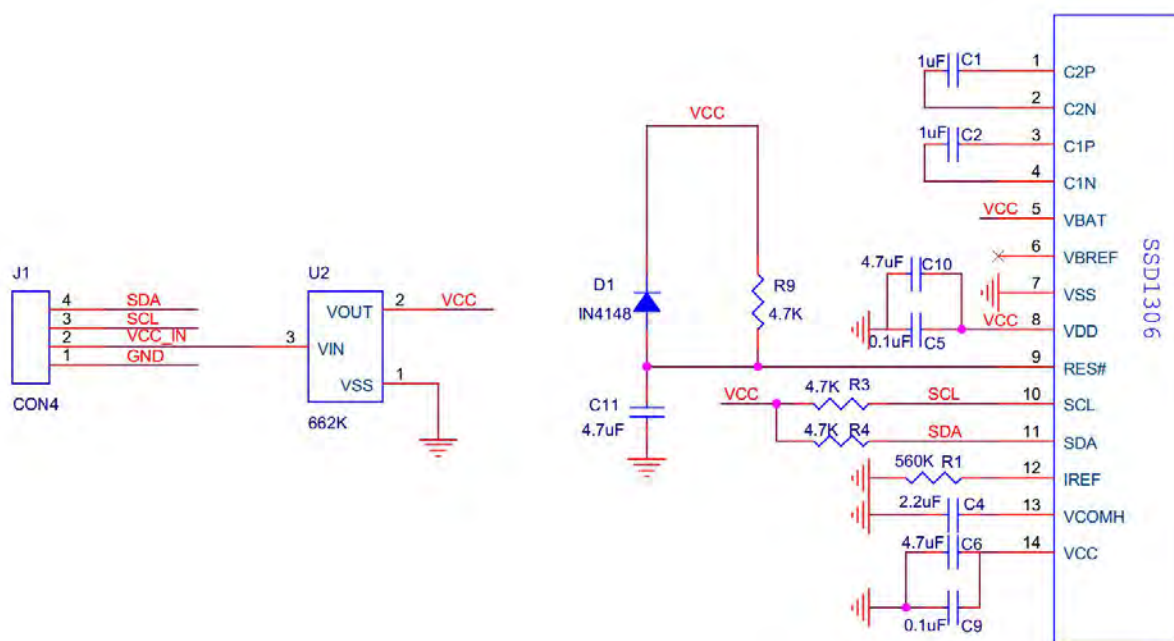 J1
4 SDA
3 SCL
2 VCC_IN
1 GND
CON4
U2
VOUT 2 VCC
3 VIN
VSS 1
662K
VCC
D1
IN4148
R9
4.7K
C11
4.7uF
1uF C1 1 C2P
2 C2N
1uF C2 3 C1P
4 C1N
VCC 5 VBAT
6 VBREF
4.7uF C10
7 VSS
VCC 8 VDD
0.1uF C5
9 RES#
VCC 4.7K R3 SCL 10 SCL
4.7K R4 SDA 11 SDA
560K R1 12 IREF
2.2uF C4 13 VCOMH
4.7uF C6 14 VCC
0.1uF C9
SSD1306